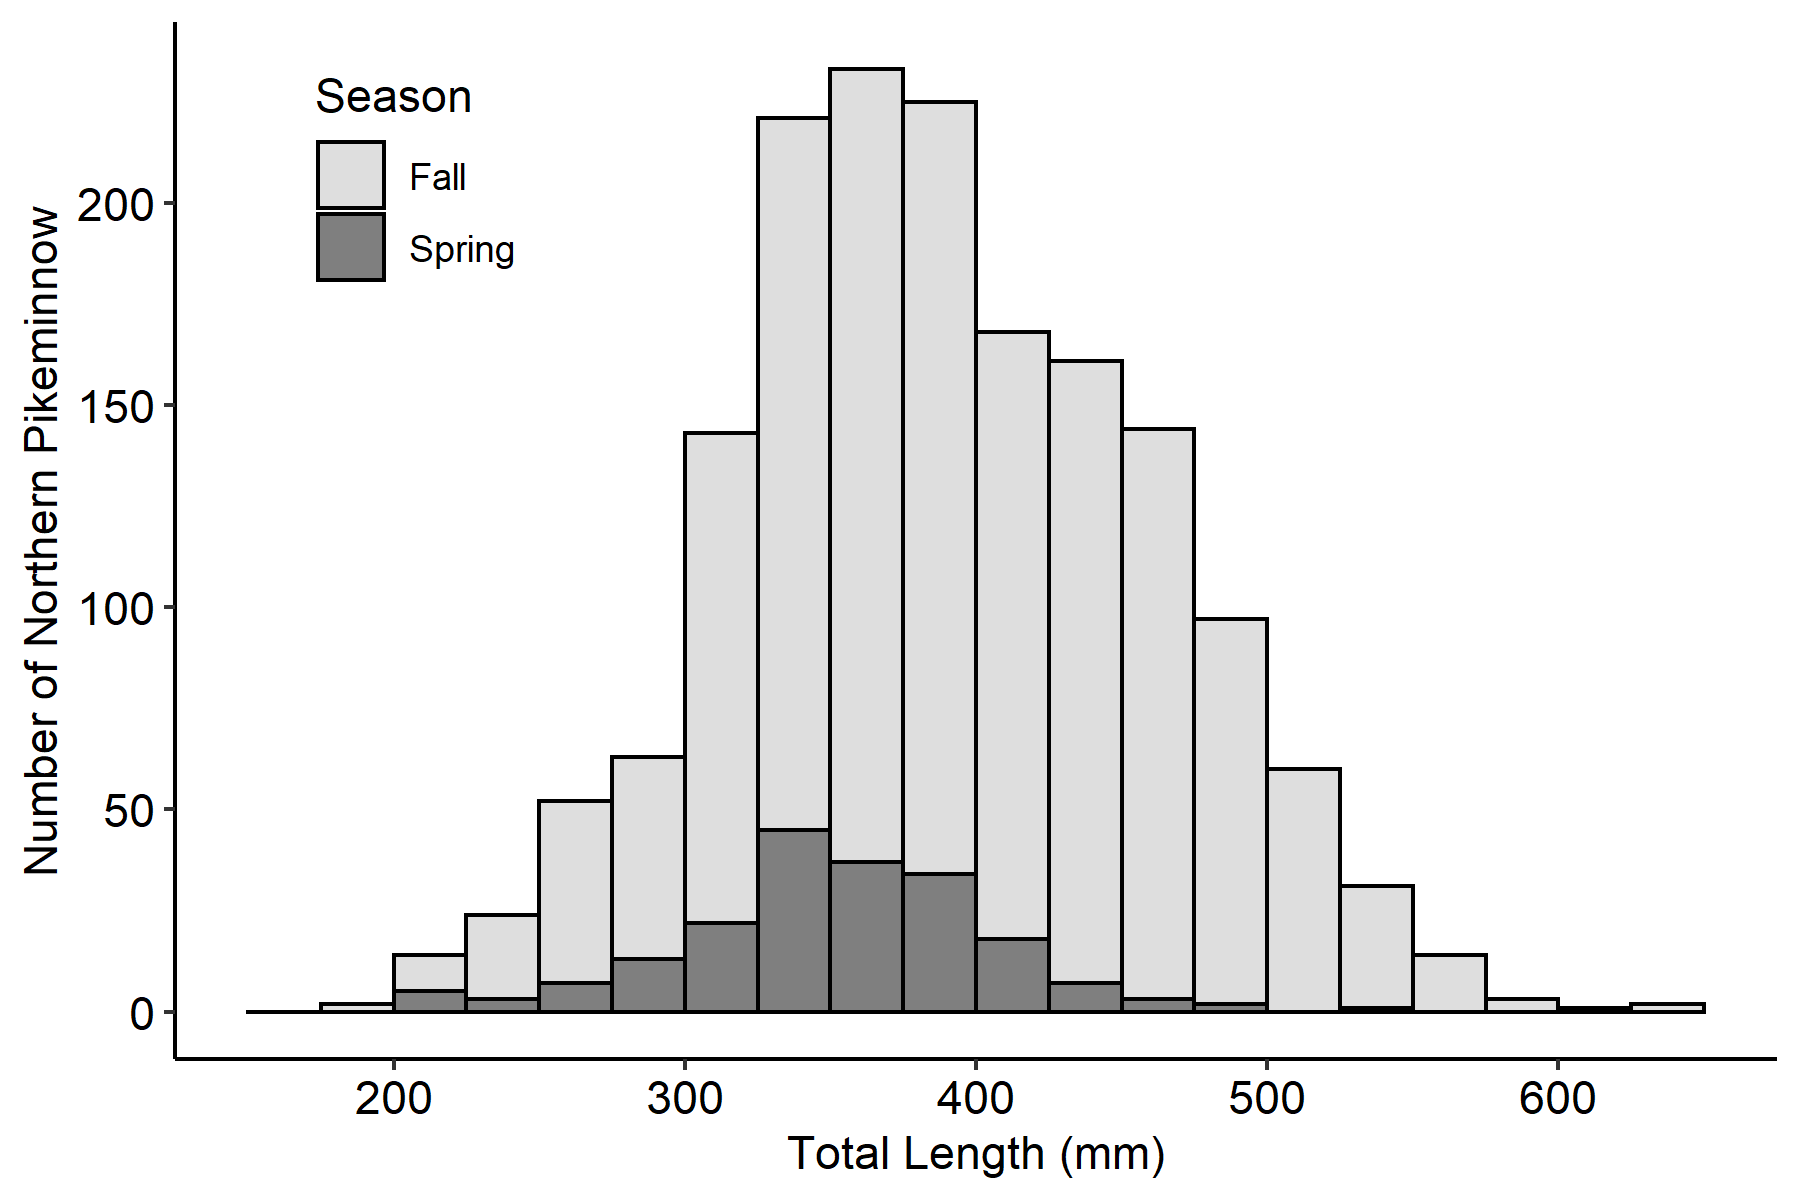 Season
Fall
Spring
Number of Northern Pikeminnow
200
150
100
50
0
200 300 400 500 600
Total Length (mm)